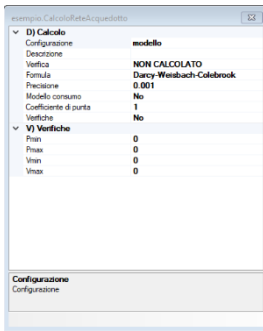 esempio.CalcoloReteAcquedotto
D) Calcolo
Configurazione modello
Descrizione
Verifica NON CALCOLATO
Formula Darcy-Weisbach-Colebrook
Precisione 0.001
Modello consumo No
Coefficiente di punta 1
Verifiche No
V) Verifiche
Pmin 0
Pmax 0
Vmin 0
Vmax 0
Configurazione
Configurazione